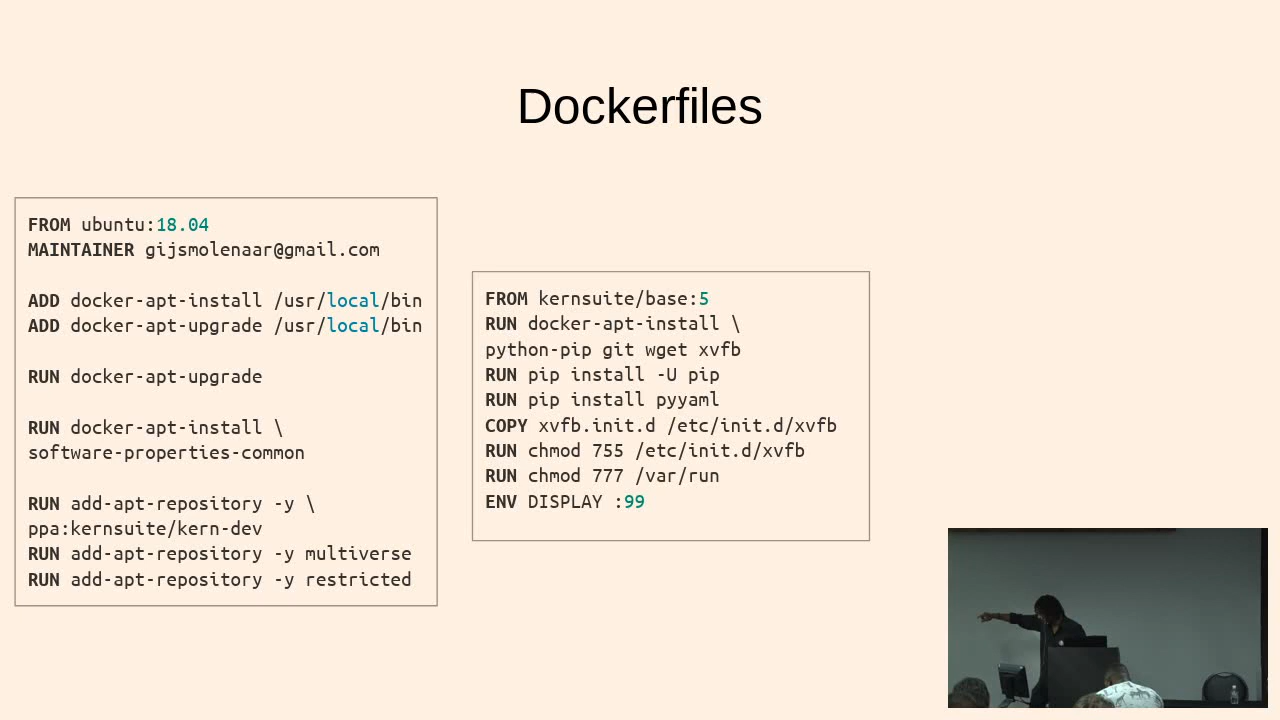 Dockerfiles
FROM ubuntu:18.04
MAINTAINER gijsmolenaar@gmail.com
ADD docker-apt-install /usr/local/bin
ADD docker-apt-upgrade /usr/local/bin
RUN docker-apt-upgrade
RUN docker-apt-install \
software-properties-common
RUN add-apt-repository -y \
ppa:kernsuite/kern-dev
RUN add-apt-repository -y multiverse
RUN add-apt-repository -y restricted
FROM kernsuite/base:5
RUN docker-apt-install \
python-pip git wget xvfb
RUN pip install -U pip
RUN pip install pyyaml
COPY xvfb.init.d /etc/init.d/xvfb
RUN chmod 755 /etc/init.d/xvfb
RUN chmod 777 /var/run
ENV DISPLAY :99